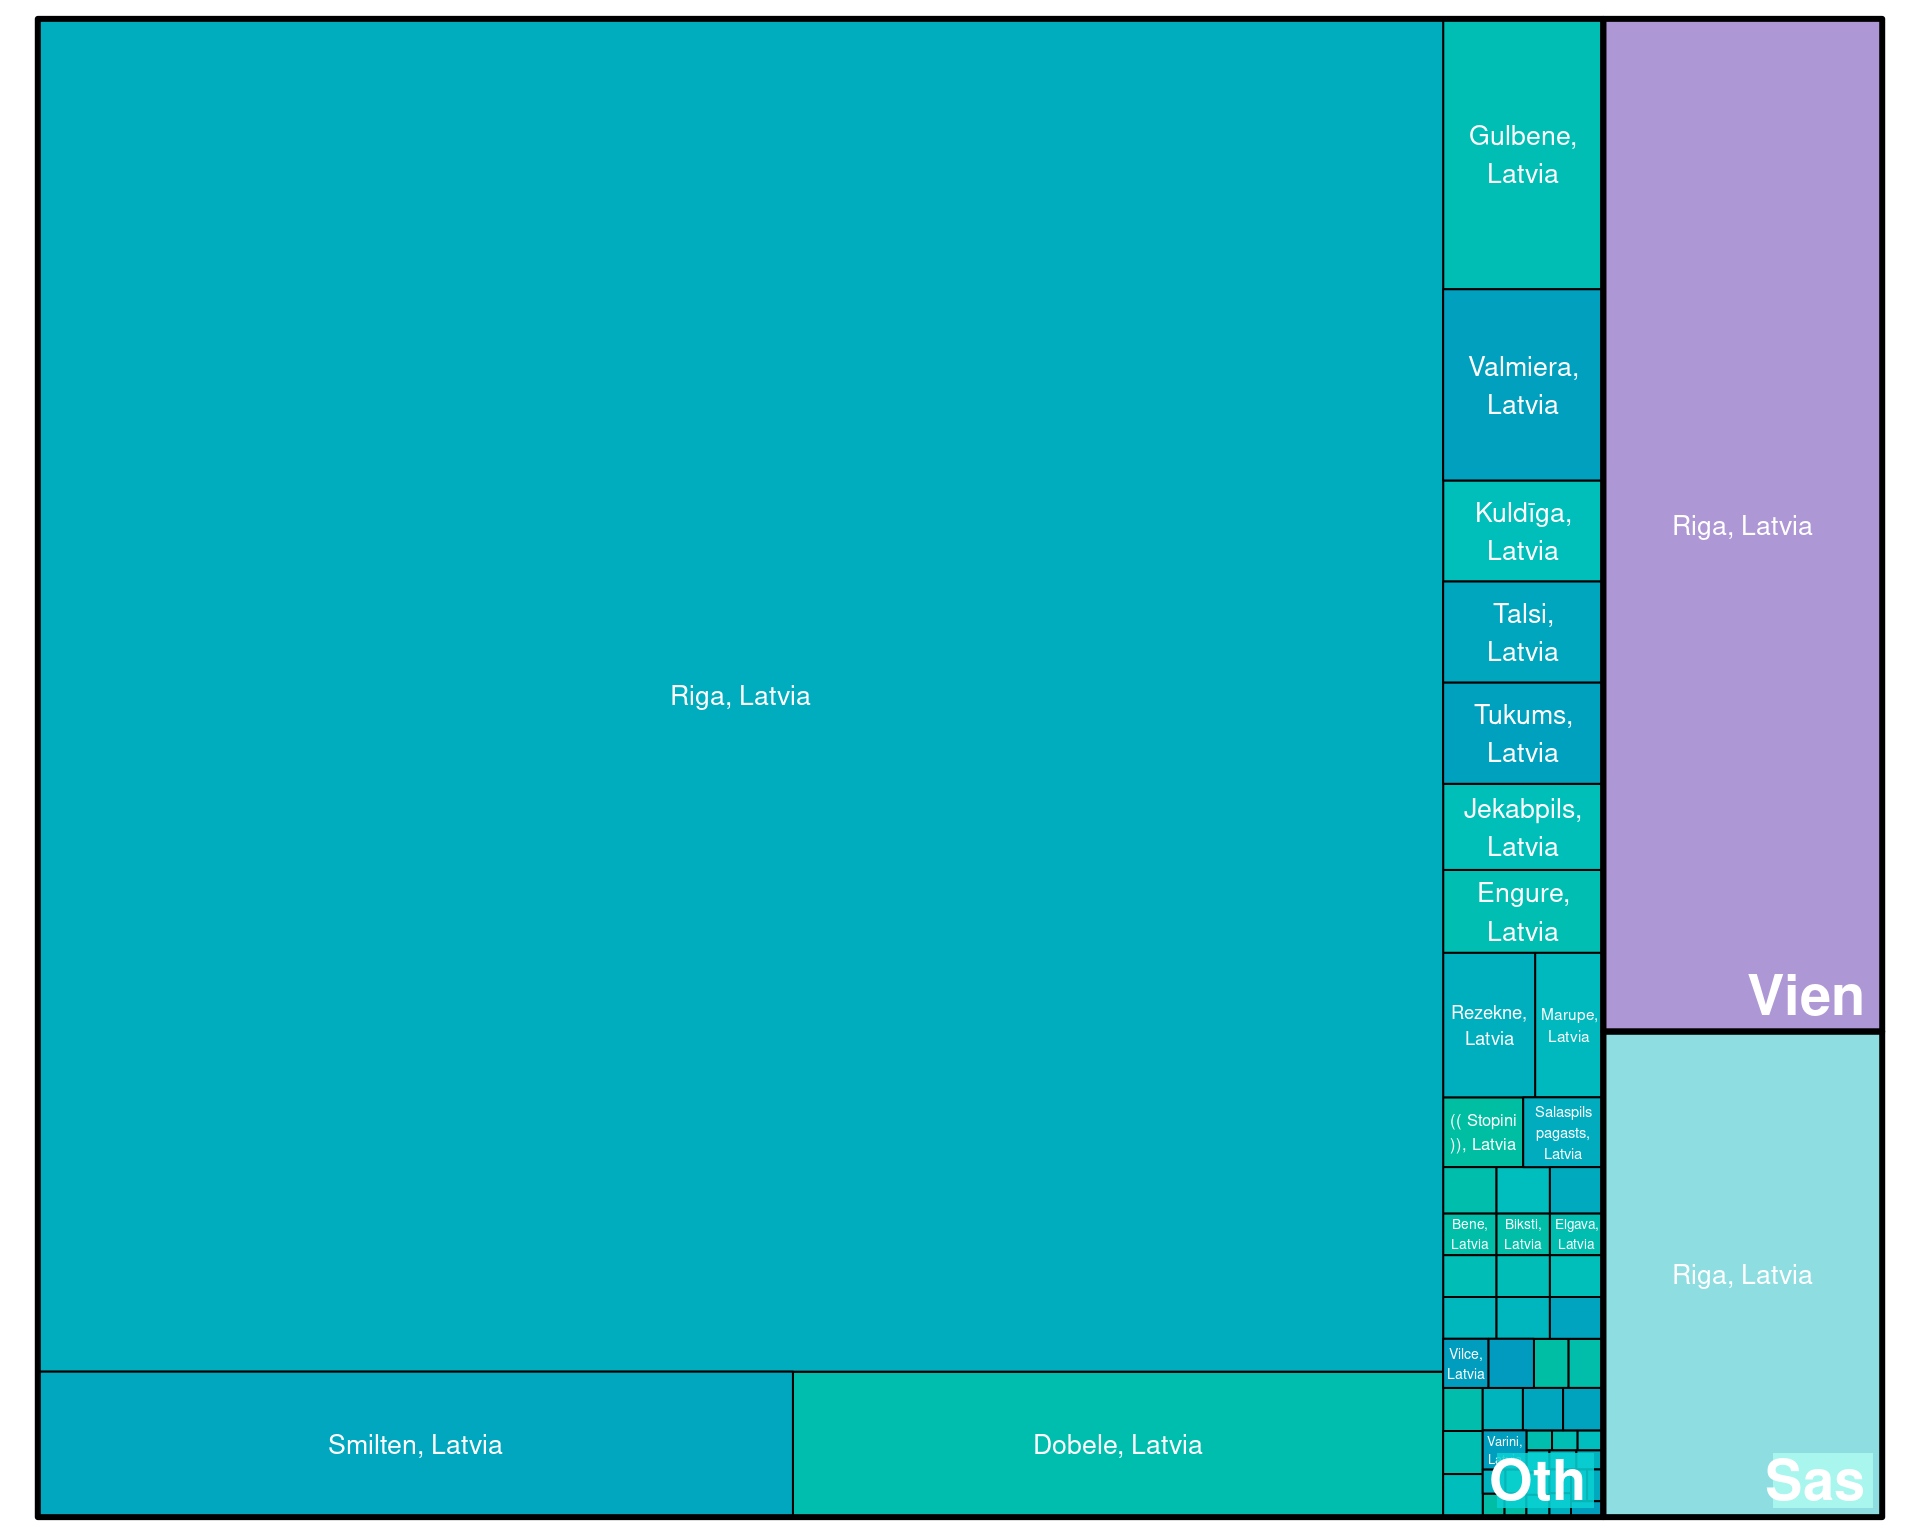 Riga, Latvia
Smilten, Latvia
Dobele, Latvia
Gulbene,
Latvia
Valmiera,
Latvia
Kuldīga,
Latvia
Talsi,
Latvia
Tukums,
Latvia
Jekabpils,
Latvia
Engure,
Latvia
Rezekne,
Latvia
Marupe,
Latvia
(( Stopini
)), Latvia
Salaspils
pagasts,
Latvia
Bene,
Latvia
Biksti,
Latvia
Elgava,
Latvia
Vilce,
Latvia
Varini,
Oth
Riga, Latvia
Vien
Riga, Latvia
Sas